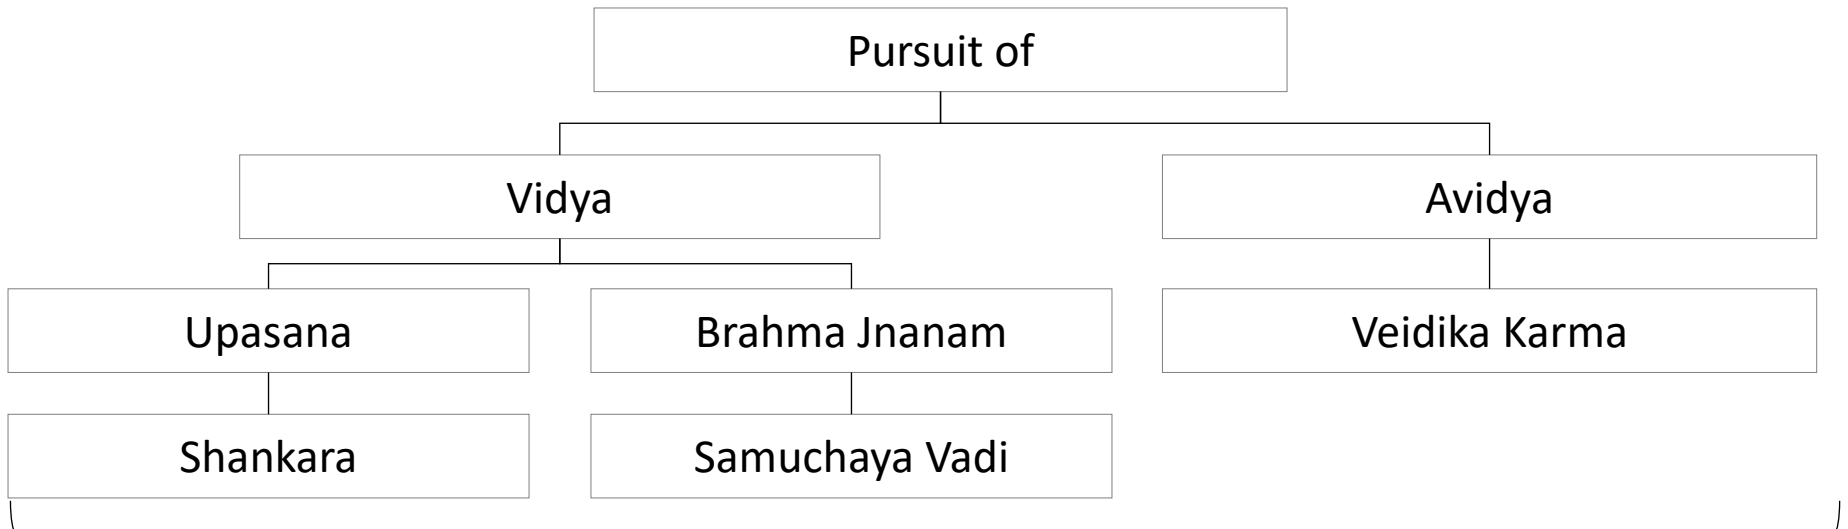 Pursuit of
Vidya
Avidya
Upasana
Brahma Jnanam
Veidika Karma
Shankara
Samuchaya Vadi